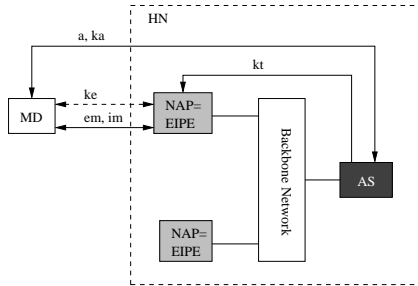 HN
a, ka
kt
ke
NAP=
EIPE
MD
em, im
Backbone Network
AS
NAP=
EIPE